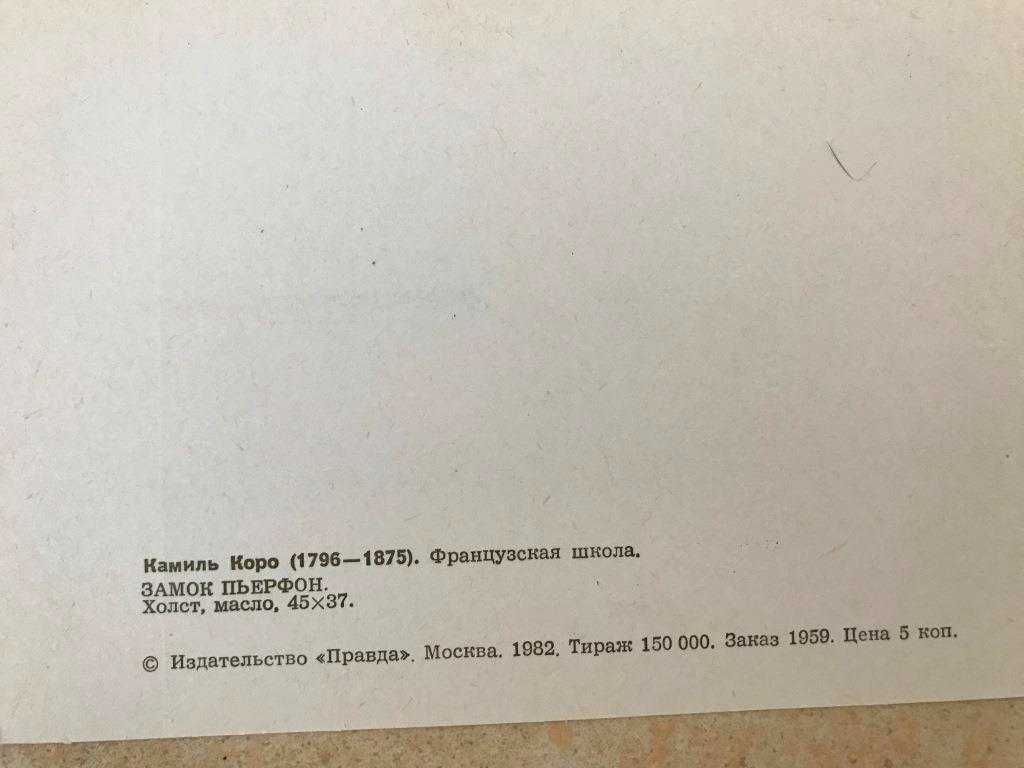 Камиль Коро (1796—1875). Французская школа.
ЗАМОК ПЬЕРФОН.
Холст, масло, 45×37.
© Издательство «Правда». Москва. 1982. Тираж 150 000. Заказ 1959. Цена 5 коп.